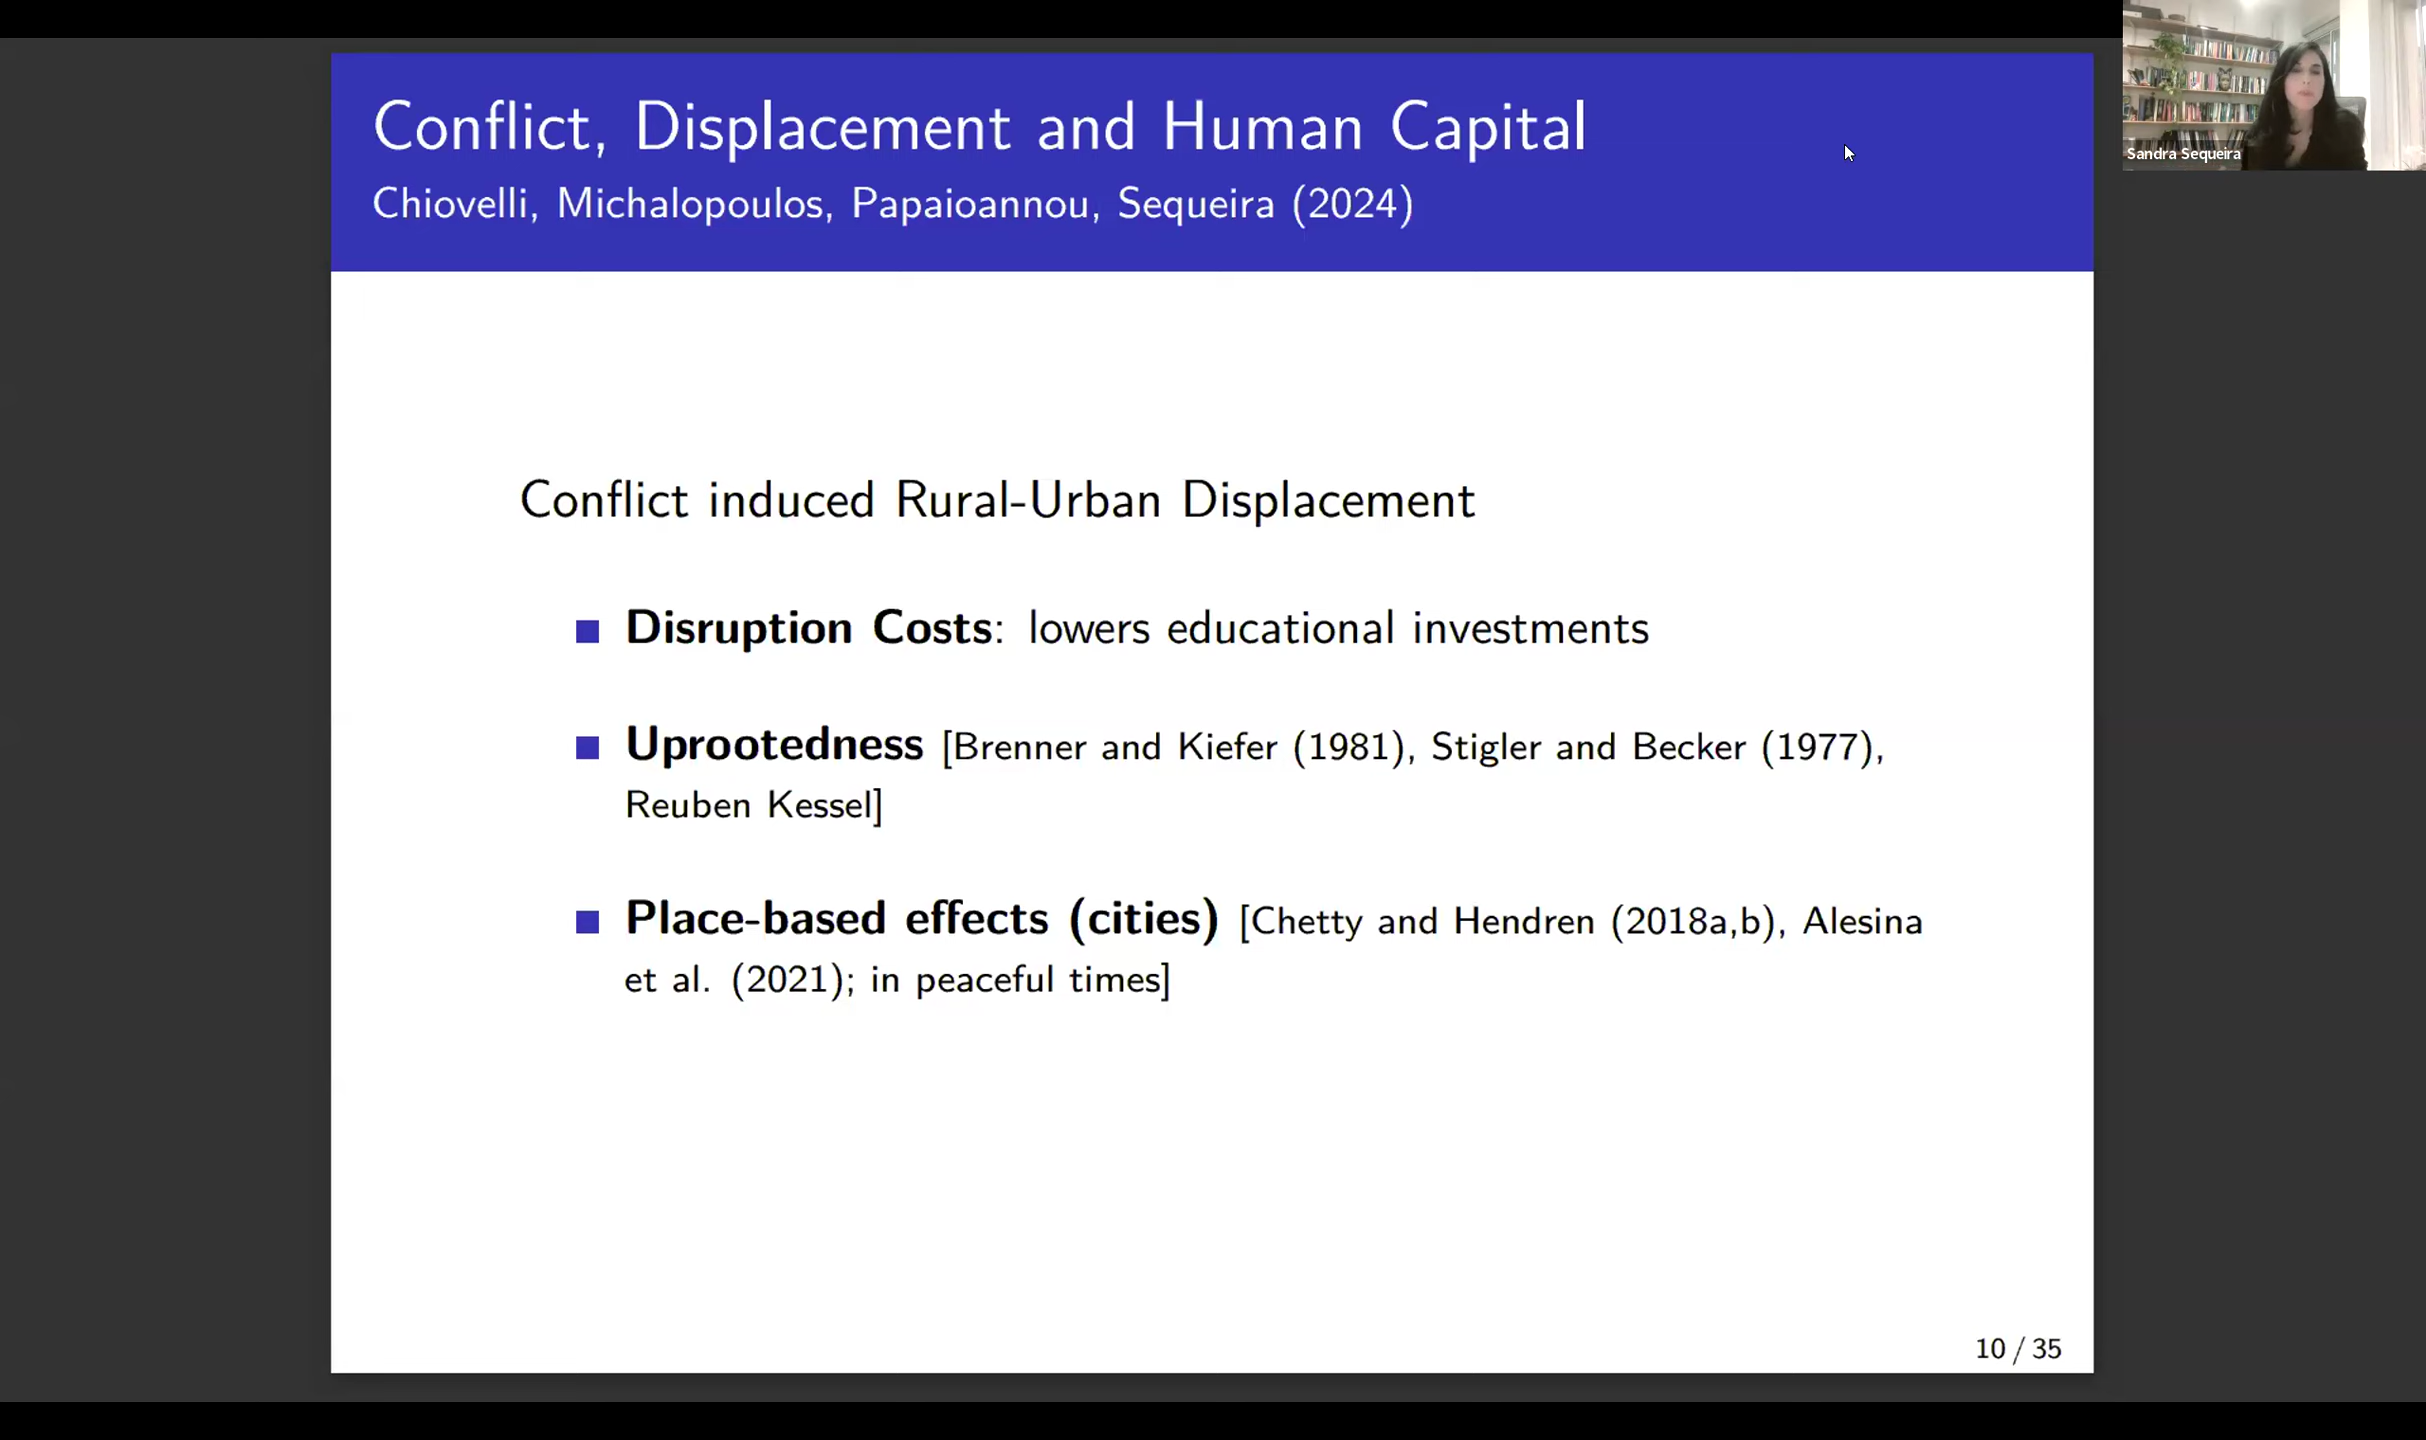 Conflict, Displacement and Human Capital
Chiovelli, Michalopoulos, Papaioannou, Sequeira (2024)
Sandra Sequeira
Conflict induced Rural-Urban Displacement
Disruption Costs: lowers educational investments
Uprootedness [Brenner and Kiefer (1981), Stigler and Becker (1977),
Reuben Kessel]
Place-based effects (cities) [Chetty and Hendren (2018a,b), Alesina
et al. (2021); in peaceful times]
10 / 35